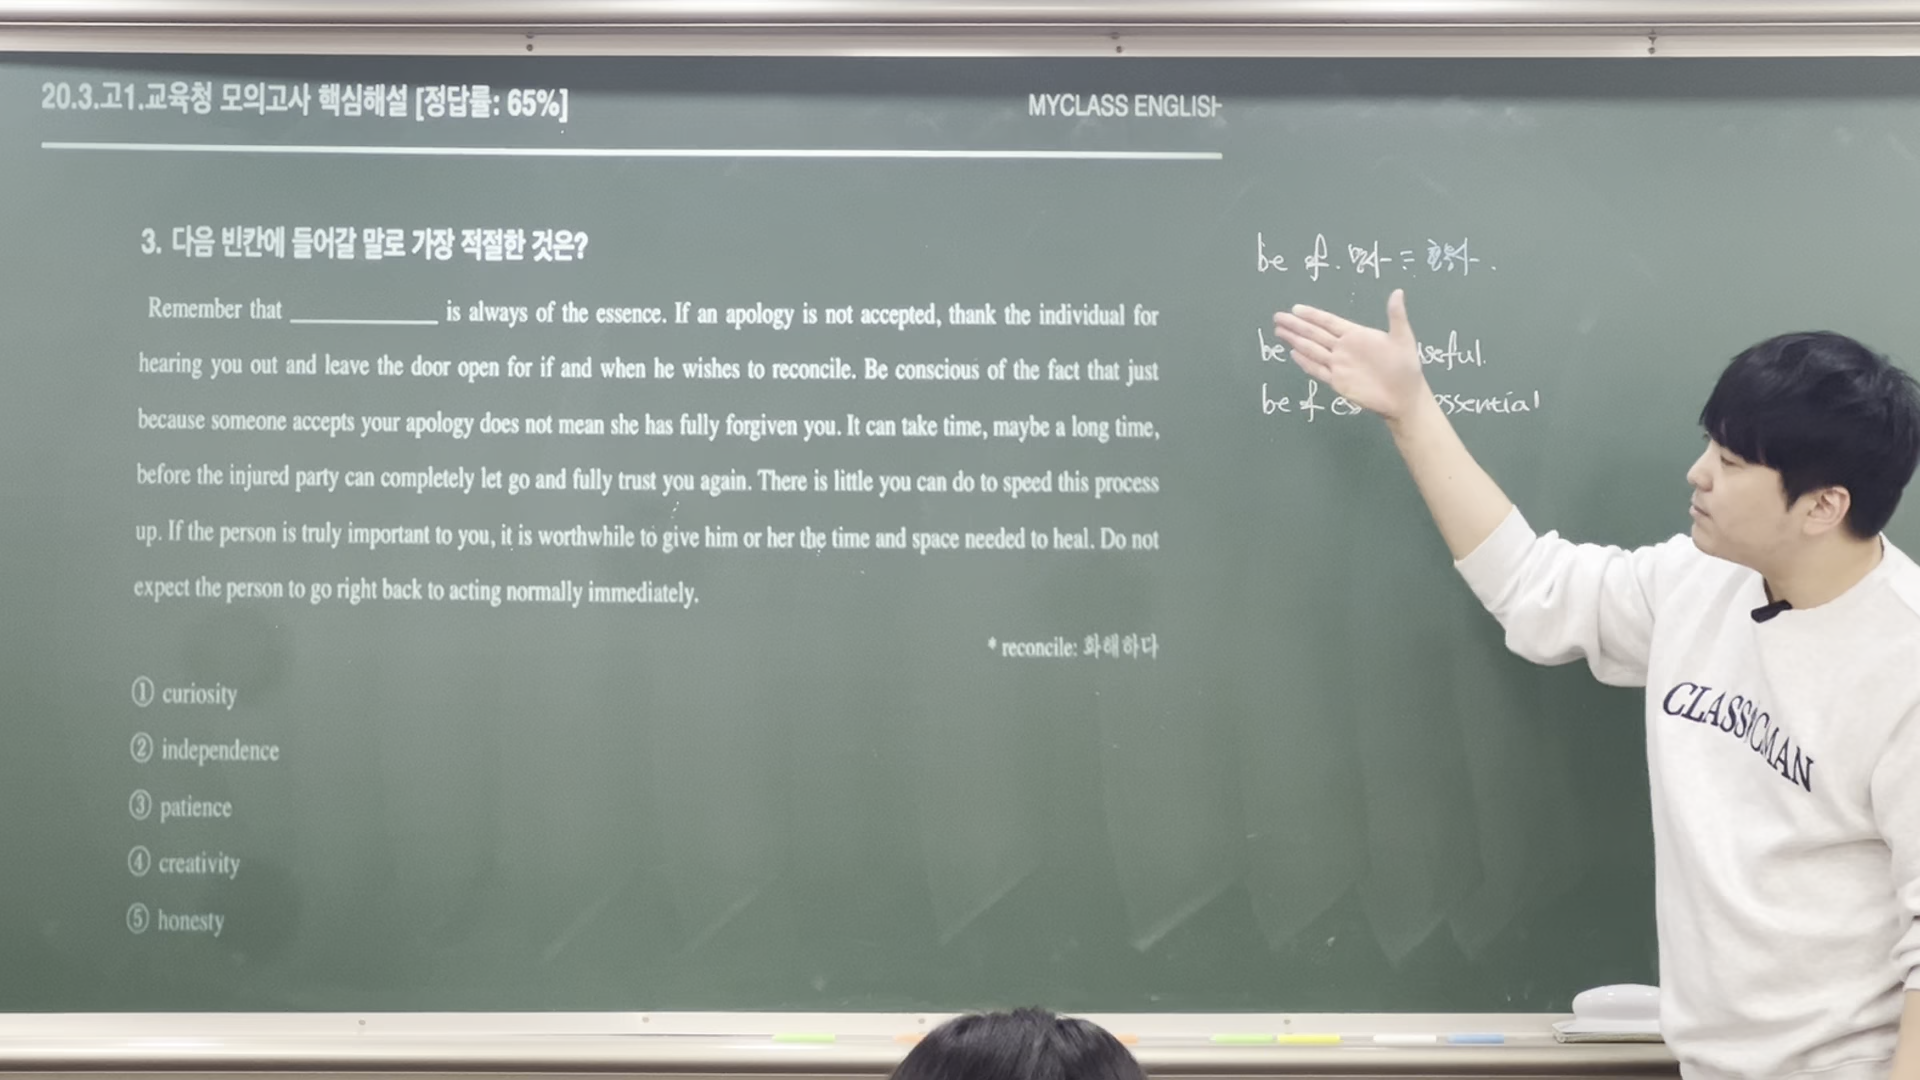 20.3.고1.교육청 모의고사 핵심해설 [정답률: 65%]
MYCLASS ENGLISH
3. 다음 빈칸에 들어갈 말로 가장 적절한 것은?
Remember that ____________ is always of the essence. If an apology is not accepted, thank the individual for
hearing you out and leave the door open for if and when he wishes to reconcile. Be conscious of the fact that just
because someone accepts your apology does not mean she has fully forgiven you. It can take time, maybe a long time,
before the injured party can completely let go and fully trust you again. There is little you can do to speed this process
up. If the person is truly important to you, it is worthwhile to give him or her the time and space needed to heal. Do not
expect the person to go right back to acting normally immediately.
* reconcile: 화해하다
① curiosity
② independence
③ patience
④ creativity
⑤ honesty
be of 명사 = 형용사.
be useful.
be of essential
CLASSYCMAN